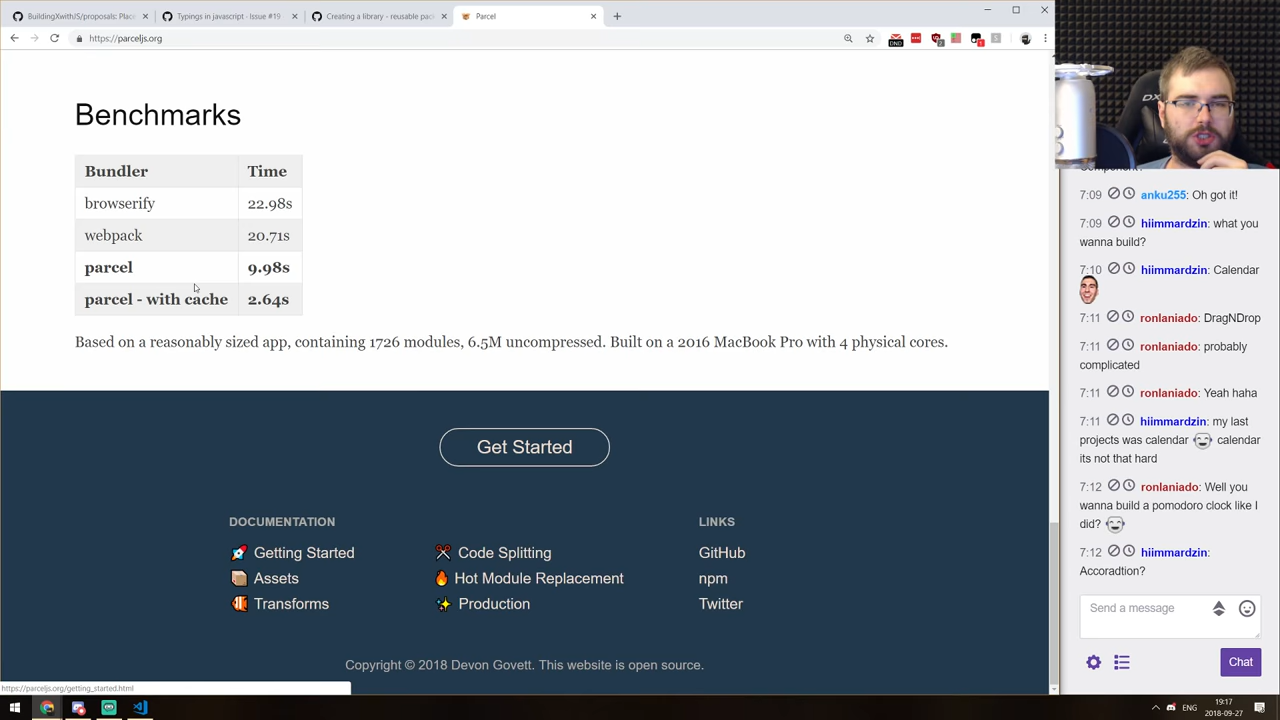 BuildingXwithJS/proposals: Plac
Typings in javascript · Issue #19
Creating a library - reusable pac
Parcel
https://parceljs.org
DND
Benchmarks
Bundler Time
browserify 22.98s
webpack 20.71s
parcel 9.98s
parcel - with cache 2.64s
Based on a reasonably sized app, containing 1726 modules, 6.5M uncompressed. Built on a 2016 MacBook Pro with 4 physical cores.
Get Started
DOCUMENTATION
Getting Started
Assets
Transforms
Code Splitting
Hot Module Replacement
Production
LINKS
GitHub
npm
Twitter
Copyright © 2018 Devon Govett. This website is open source.
https://parceljs.org/getting_started.html
DX
7:09 anku255: Oh got it!
7:09 hiimmardzin: what you
wanna build?
7:10 hiimmardzin: Calendar
7:11 ronlaniado: DragNDrop
7:11 ronlaniado: probably
complicated
7:11 ronlaniado: Yeah haha
7:11 hiimmardzin: my last
projects was calendar calendar
its not that hard
7:12 ronlaniado: Well you
wanna build a pomodoro clock like I
did?
7:12 hiimmardzin:
Accoradtion?
Send a message
Chat
ENG
19:17
2018-09-27